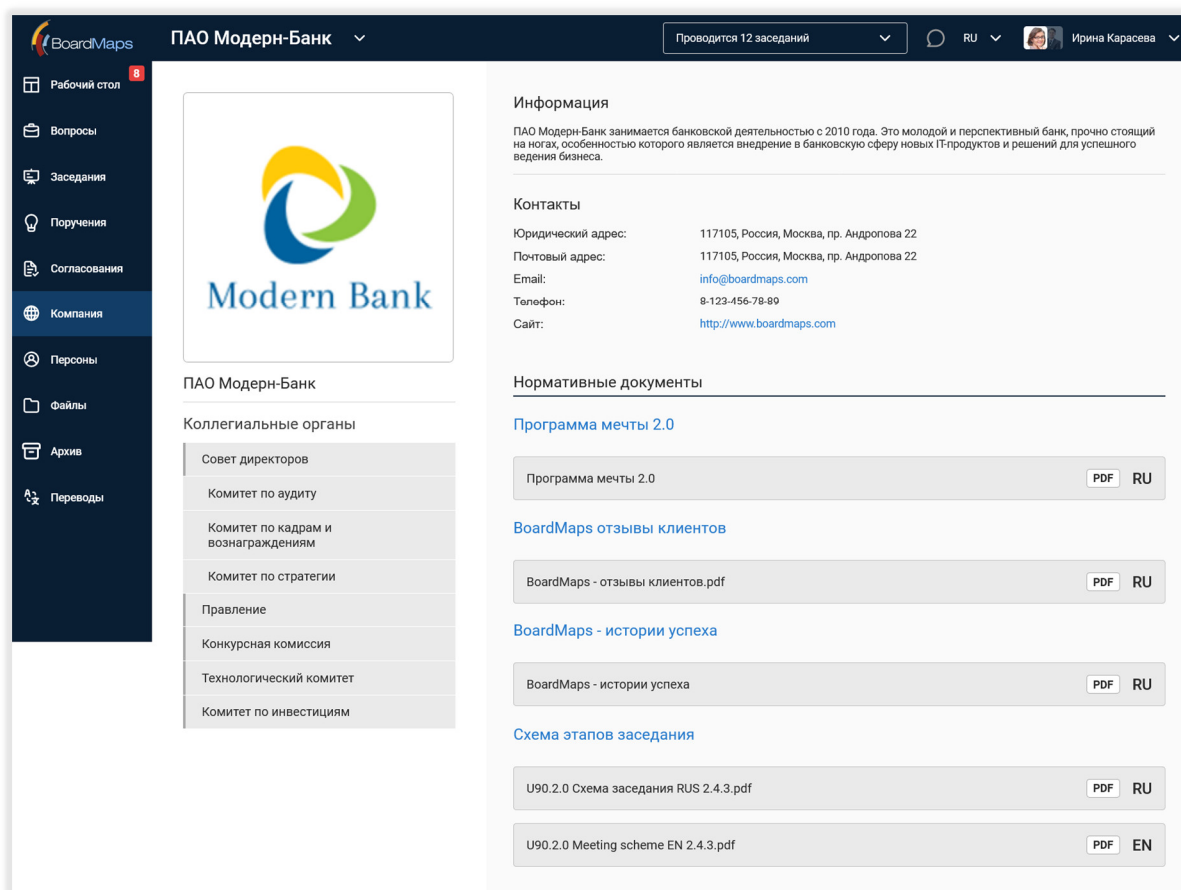 BoardMaps
ПАО Модерн-Банк
Проводится 12 заседаний
RU
Ирина Карасева
Рабочий стол
8
Вопросы
Заседания
Поручения
Согласования
Компания
Персоны
Файлы
Архив
Переводы
Modern Bank
ПАО Модерн-Банк
Коллегиальные органы
Совет директоров
Комитет по аудиту
Комитет по кадрам и
вознаграждениям
Комитет по стратегии
Правление
Конкурсная комиссия
Технологический комитет
Комитет по инвестициям
Информация
ПАО Модерн-Банк занимается банковской деятельностью с 2010 года. Это молодой и перспективный банк, прочно стоящий
на ногах, особенностью которого является внедрение в банковскую сферу новых IT-продуктов и решений для успешного
ведения бизнеса.
Контакты
Юридический адрес: 117105, Россия, Москва, пр. Андропова 22
Почтовый адрес: 117105, Россия, Москва, пр. Андропова 22
Email: info@boardmaps.com
Телефон: 8-123-456-78-89
Сайт: http://www.boardmaps.com
Нормативные документы
Программа мечты 2.0
Программа мечты 2.0 PDF RU
BoardMaps отзывы клиентов
BoardMaps - отзывы клиентов.pdf PDF RU
BoardMaps - истории успеха
BoardMaps - истории успеха PDF RU
Схема этапов заседания
U90.2.0 Схема заседания RUS 2.4.3.pdf PDF RU
U90.2.0 Meeting scheme EN 2.4.3.pdf PDF EN